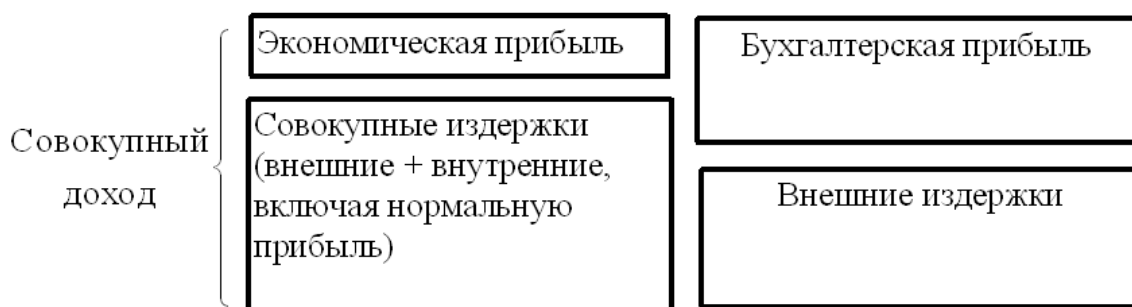 Совокупный
доход
Экономическая прибыль
Совокупные издержки
(внешние + внутренние,
включая нормальную
прибыль)
Бухгалтерская прибыль
Внешние издержки